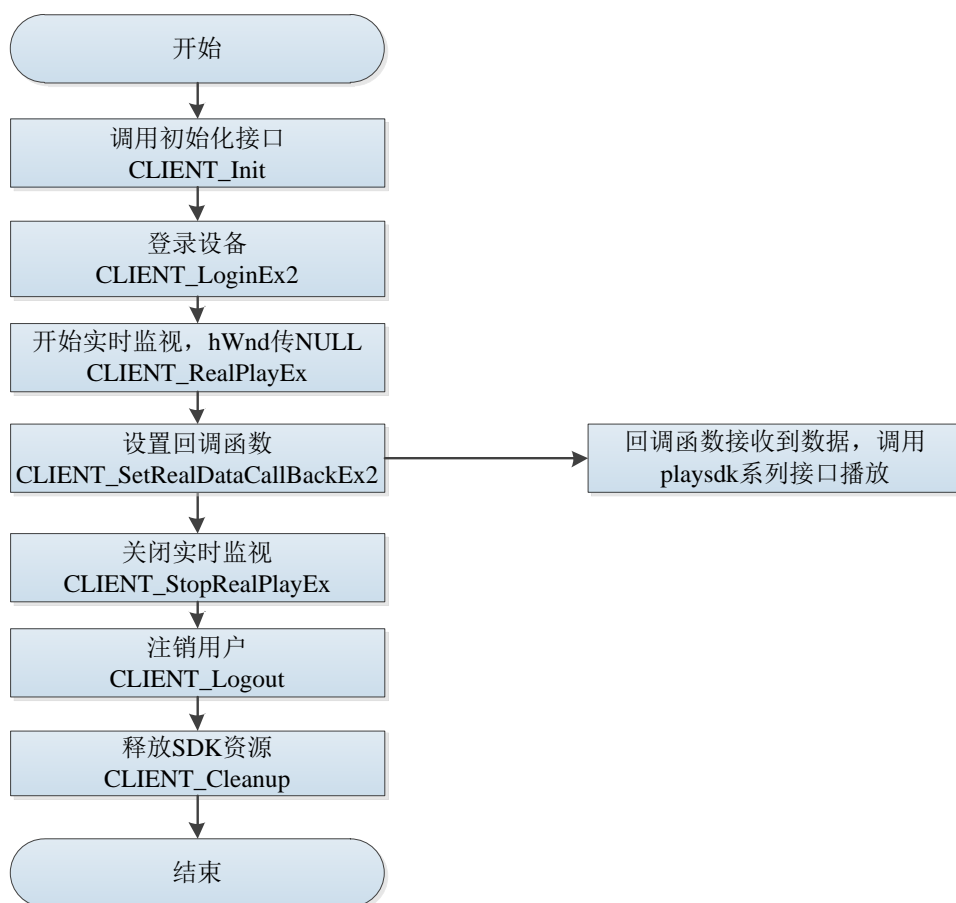 开始
调用初始化接口
CLIENT_Init
登录设备
CLIENT_LoginEx2
开始实时监视，hWnd传NULL
CLIENT_RealPlayEx
设置回调函数
CLIENT_SetRealDataCallBackEx2
回调函数接收到数据，调用
playsdk系列接口播放
关闭实时监视
CLIENT_StopRealPlayEx
注销用户
CLIENT_Logout
释放SDK资源
CLIENT_Cleanup
结束